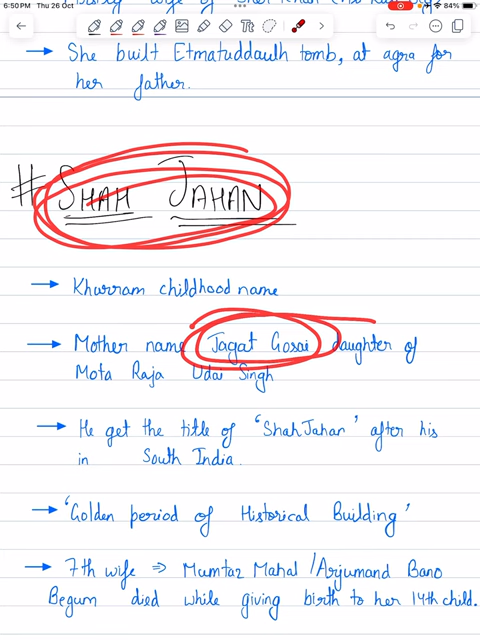 6:50 PM Thu 26 Oct
84%
→ She built Etmatuddaulh tomb, at agra for
her father.
# SHAH JAHAN
→ Khurram childhood name
→ Mother name Jagat Gosai daughter of
Mota Raja Udai Singh
→ He get the title of 'Shah Jahan' after his
in South India.
→ 'Golden period of Historical Building'
→ 7th wife ⇒ Mumtaz Mahal / Arjumand Bano
Begum died while giving birth to her 14th child.